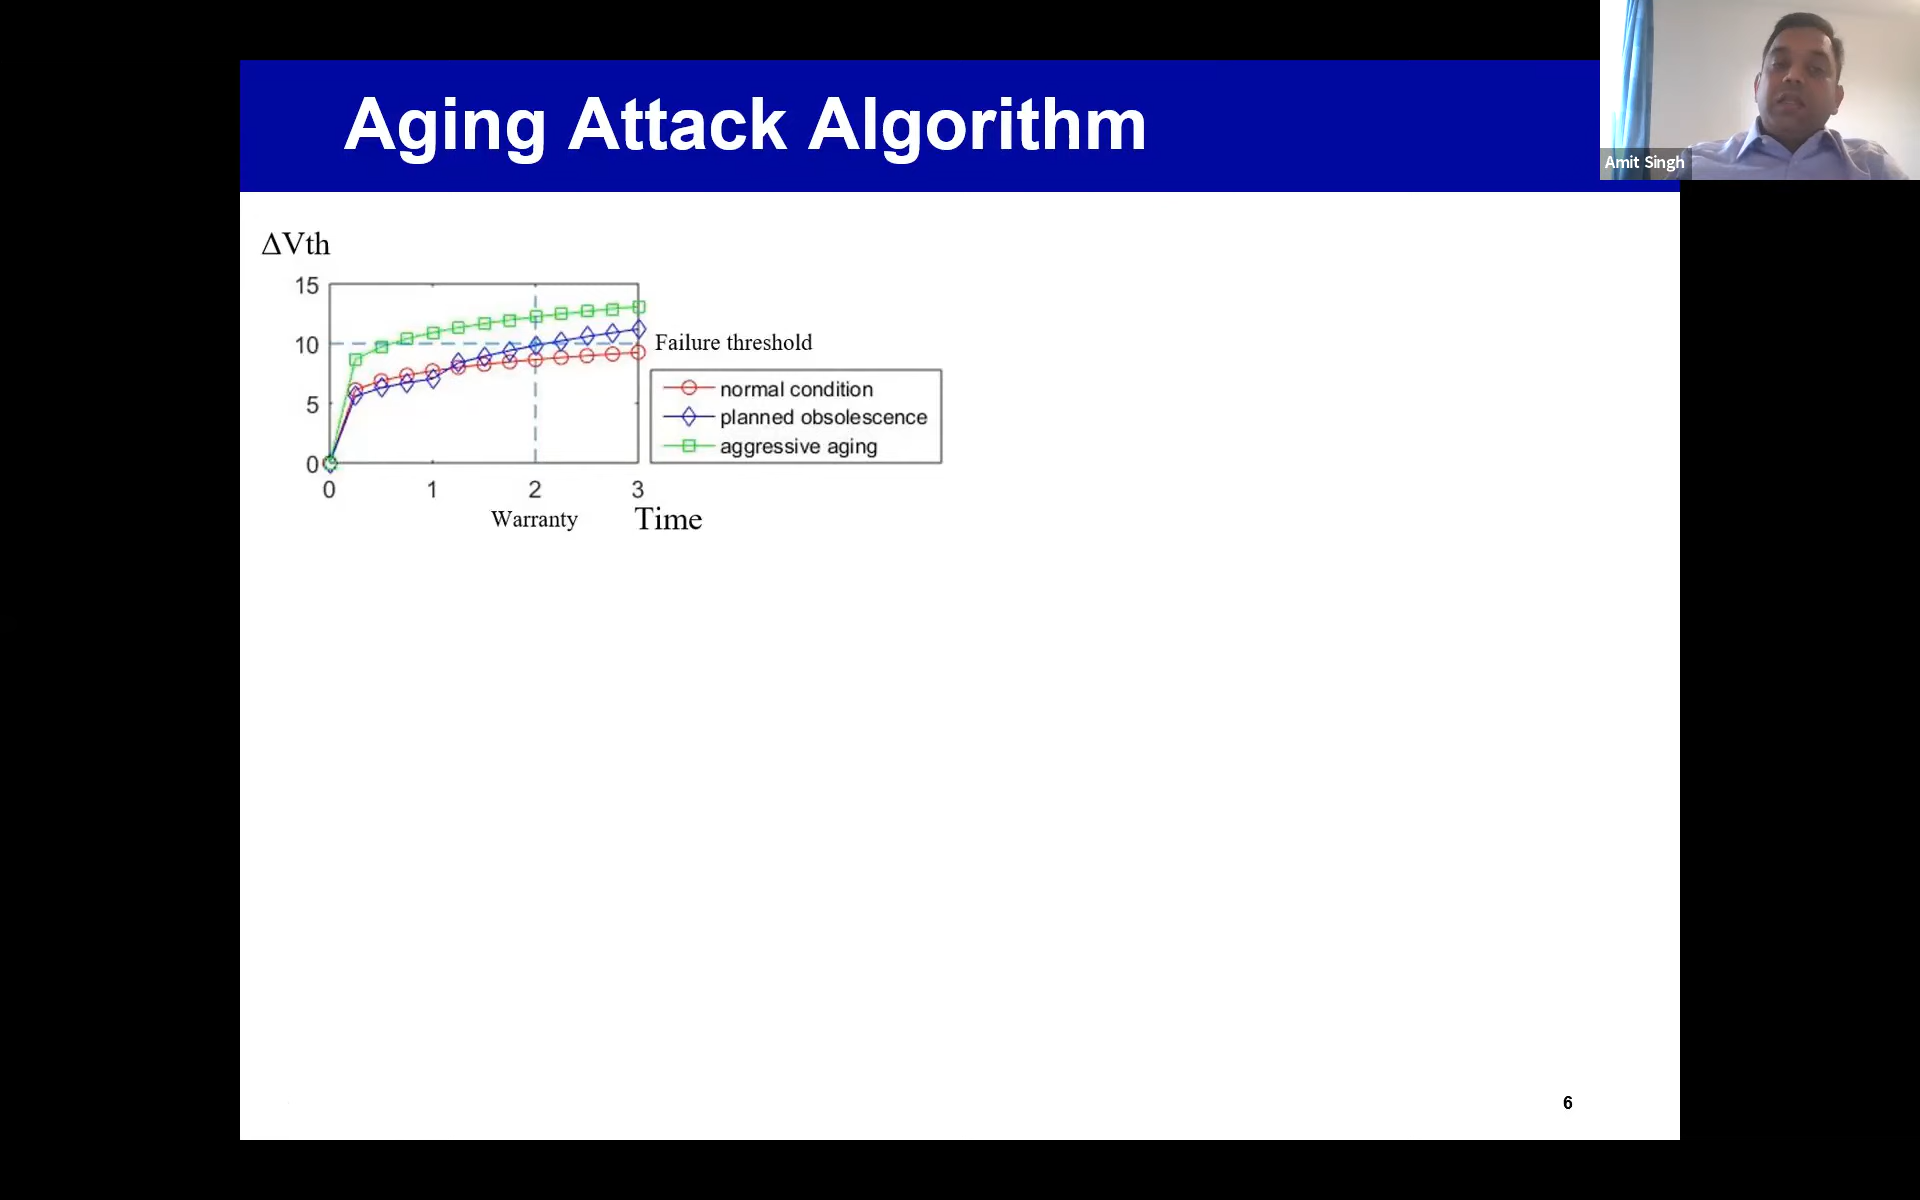 Aging Attack Algorithm
Amit Singh
ΔVth
15
10
5
0
0 1 2 3
Warranty
Time
Failure threshold
normal condition
planned obsolescence
aggressive aging
6